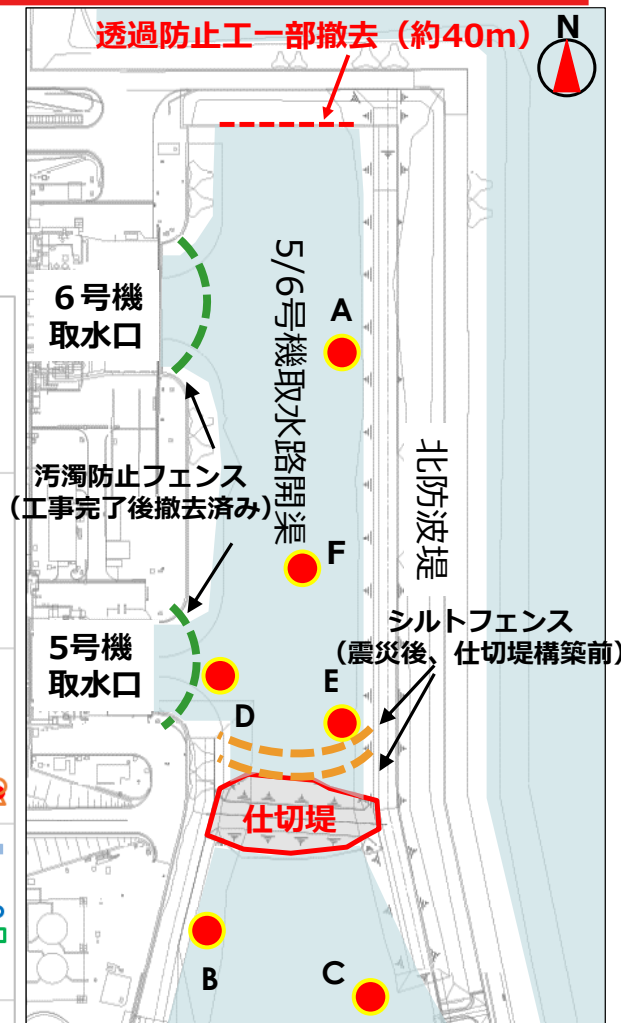 透過防止工一部撤去（約40m）
N
６号機
取水口
5/6号機取水路開渠
A
汚濁防止フェンス
（工事完了後撤去済み）
北防波堤
F
シルトフェンス
（震災後、仕切堤構築前）
5号機
取水口
E
D
仕切堤
B
C